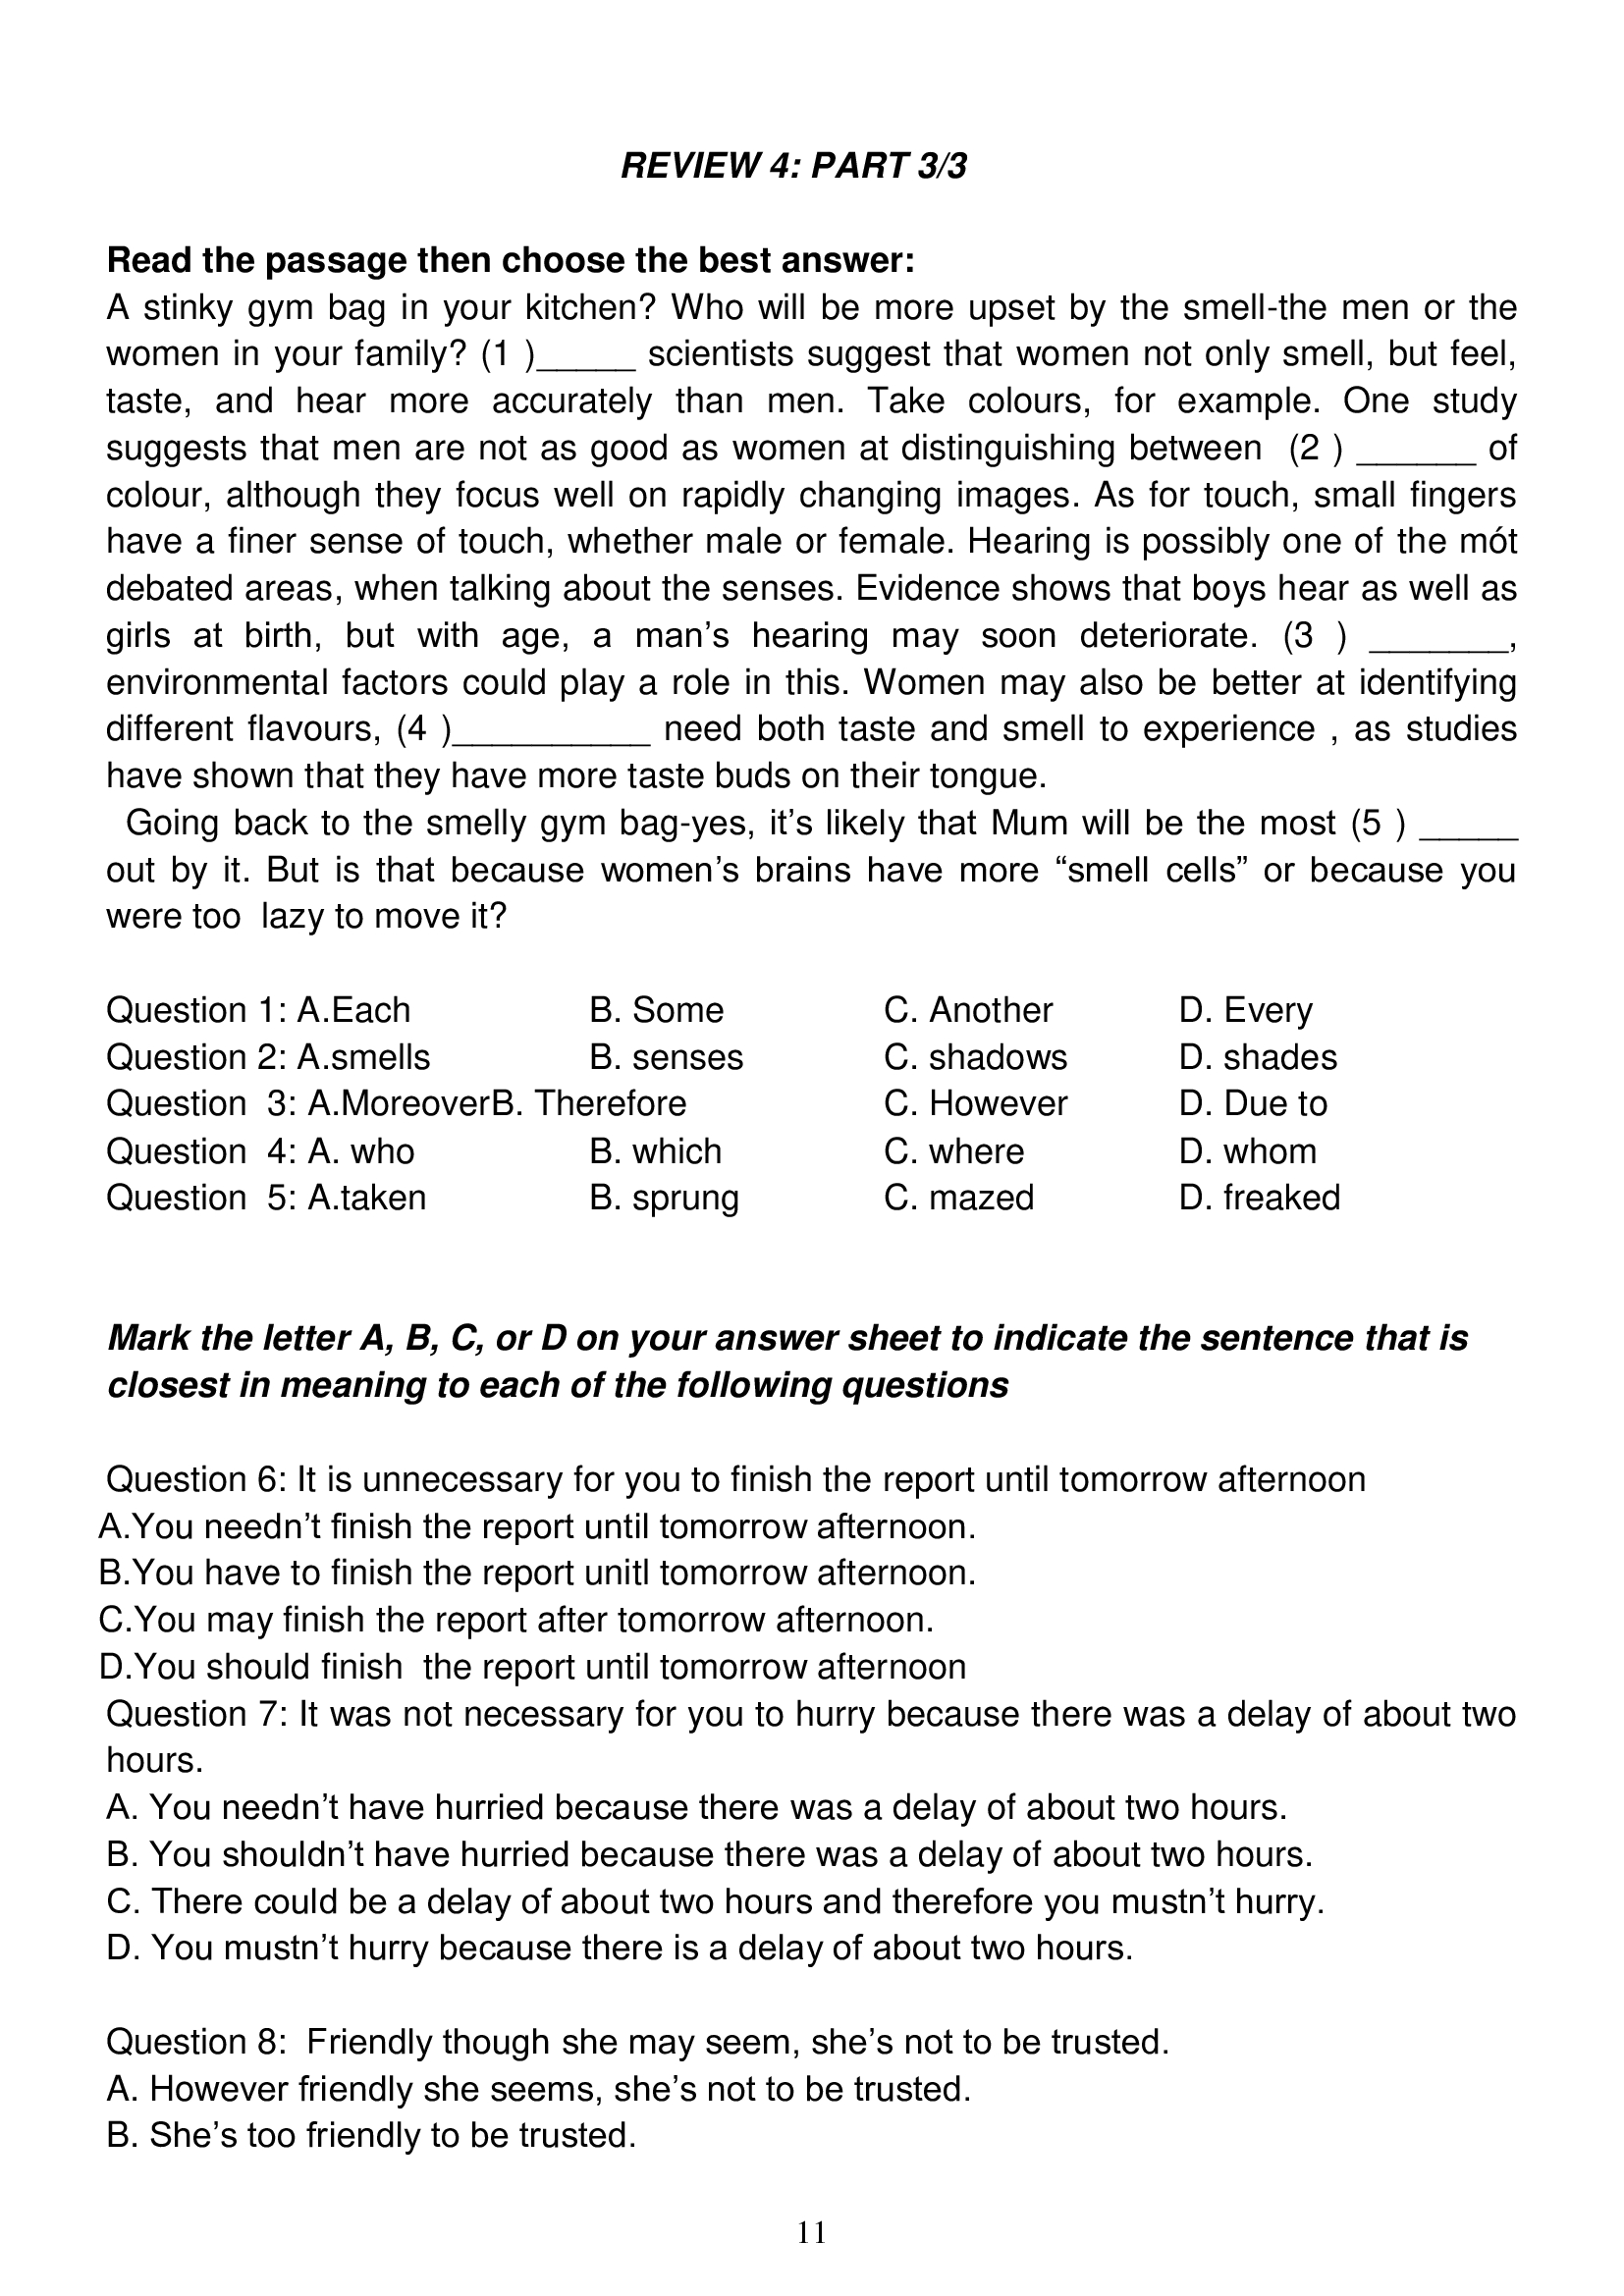 REVIEW 4: PART 3/3
Read the passage then choose the best answer:
A stinky gym bag in your kitchen? Who will be more upset by the smell-the men or the
women in your family? (1 )_____ scientists suggest that women not only smell, but feel,
taste, and hear more accurately than men. Take colours, for example. One study
suggests that men are not as good as women at distinguishing between (2 ) ______ of
colour, although they focus well on rapidly changing images. As for touch, small fingers
have a finer sense of touch, whether male or female. Hearing is possibly one of the mót
debated areas, when talking about the senses. Evidence shows that boys hear as well as
girls at birth, but with age, a man's hearing may soon deteriorate. (3 ) _______,
environmental factors could play a role in this. Women may also be better at identifying
different flavours, (4 )__________ need both taste and smell to experience , as studies
have shown that they have more taste buds on their tongue.
Going back to the smelly gym bag-yes, it's likely that Mum will be the most (5 ) _____
out by it. But is that because women's brains have more “smell cells” or because you
were too lazy to move it?
Question 1: A.Each B. Some C. Another D. Every
Question 2: A.smells B. senses C. shadows D. shades
Question 3: A.MoreoverB. Therefore C. However D. Due to
Question 4: A. who B. which C. where D. whom
Question 5: A.taken B. sprung C. mazed D. freaked
Mark the letter A, B, C, or D on your answer sheet to indicate the sentence that is
closest in meaning to each of the following questions
Question 6: It is unnecessary for you to finish the report until tomorrow afternoon
A.You needn’t finish the report until tomorrow afternoon.
B.You have to finish the report unitl tomorrow afternoon.
C.You may finish the report after tomorrow afternoon.
D.You should finish the report until tomorrow afternoon
Question 7: It was not necessary for you to hurry because there was a delay of about two
hours.
A. You needn’t have hurried because there was a delay of about two hours.
B. You shouldn’t have hurried because there was a delay of about two hours.
C. There could be a delay of about two hours and therefore you mustn’t hurry.
D. You mustn’t hurry because there is a delay of about two hours.
Question 8: Friendly though she may seem, she’s not to be trusted.
A. However friendly she seems, she’s not to be trusted.
B. She’s too friendly to be trusted.
11